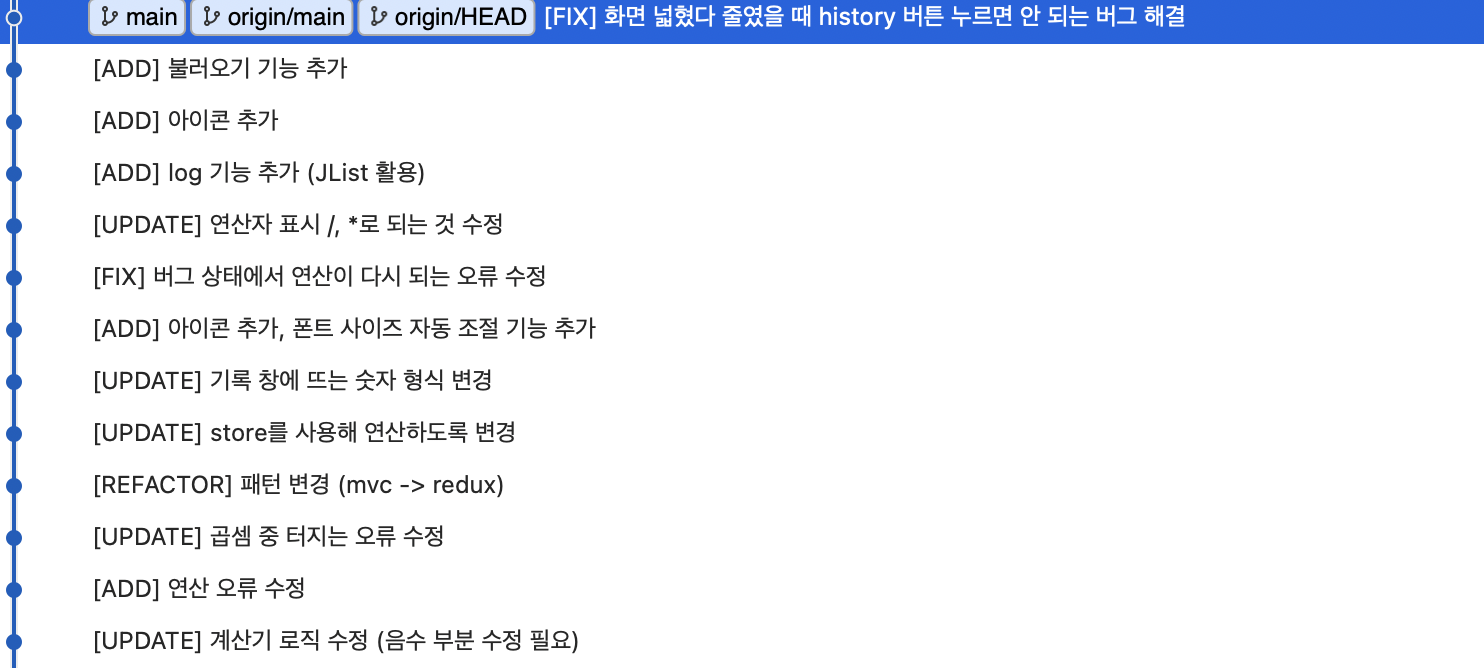 main origin/main origin/HEAD [FIX] 화면 넓혔다 줄였을 때 history 버튼 누르면 안 되는 버그 해결
[ADD] 불러오기 기능 추가
[ADD] 아이콘 추가
[ADD] log 기능 추가 (JList 활용)
[UPDATE] 연산자 표시 /, *로 되는 것 수정
[FIX] 버그 상태에서 연산이 다시 되는 오류 수정
[ADD] 아이콘 추가, 폰트 사이즈 자동 조절 기능 추가
[UPDATE] 기록 창에 뜨는 숫자 형식 변경
[UPDATE] store를 사용해 연산하도록 변경
[REFACTOR] 패턴 변경 (mvc -> redux)
[UPDATE] 곱셈 중 터지는 오류 수정
[ADD] 연산 오류 수정
[UPDATE] 계산기 로직 수정 (음수 부분 수정 필요)